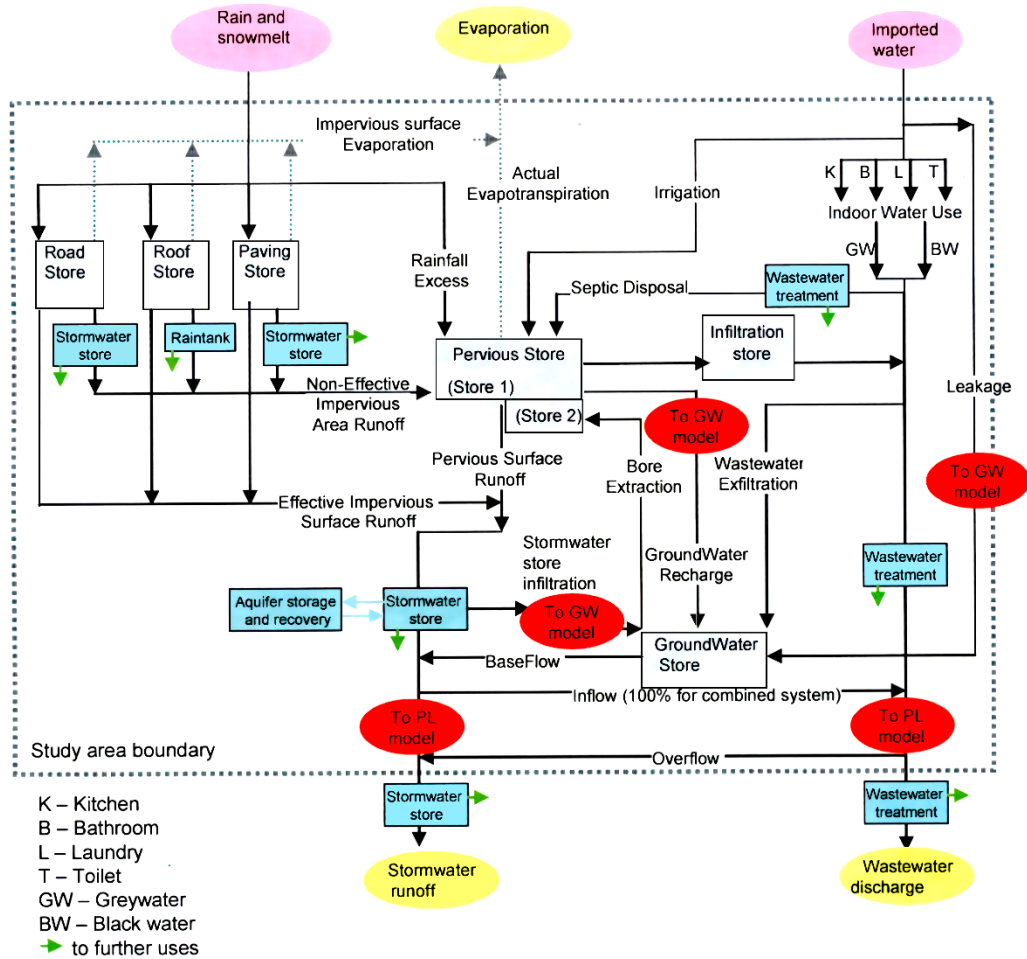 Rain and
snowmelt
Evaporation
Imported
water
Impervious surface
Evaporation
Actual
Evapotranspiration
Irrigation
K
B
L
T
Indoor Water Use
GW
BW
Road
Store
Roof
Store
Paving
Store
Rainfall
Excess
Septic Disposal
Wastewater
treatment
Stormwater
store
Raintank
Stormwater
store
Pervious Store
(Store 1)
(Store 2)
Infiltration
store
Leakage
Non-Effective
Impervious
Area Runoff
To GW
model
Pervious Surface
Runoff
Bore
Extraction
Wastewater
Exfiltration
To GW
model
Effective Impervious
Surface Runoff
Stormwater
store
infiltration
GroundWater
Recharge
Wastewater
treatment
Aquifer storage
and recovery
Stormwater
store
To GW
model
BaseFlow
GroundWater
Store
Inflow (100% for combined system)
To PL
model
To PL
model
Study area boundary
Overflow
Stormwater
store
Wastewater
treatment
K – Kitchen
B – Bathroom
L – Laundry
T – Toilet
GW – Greywater
BW – Black water
to further uses
Stormwater
runoff
Wastewater
discharge